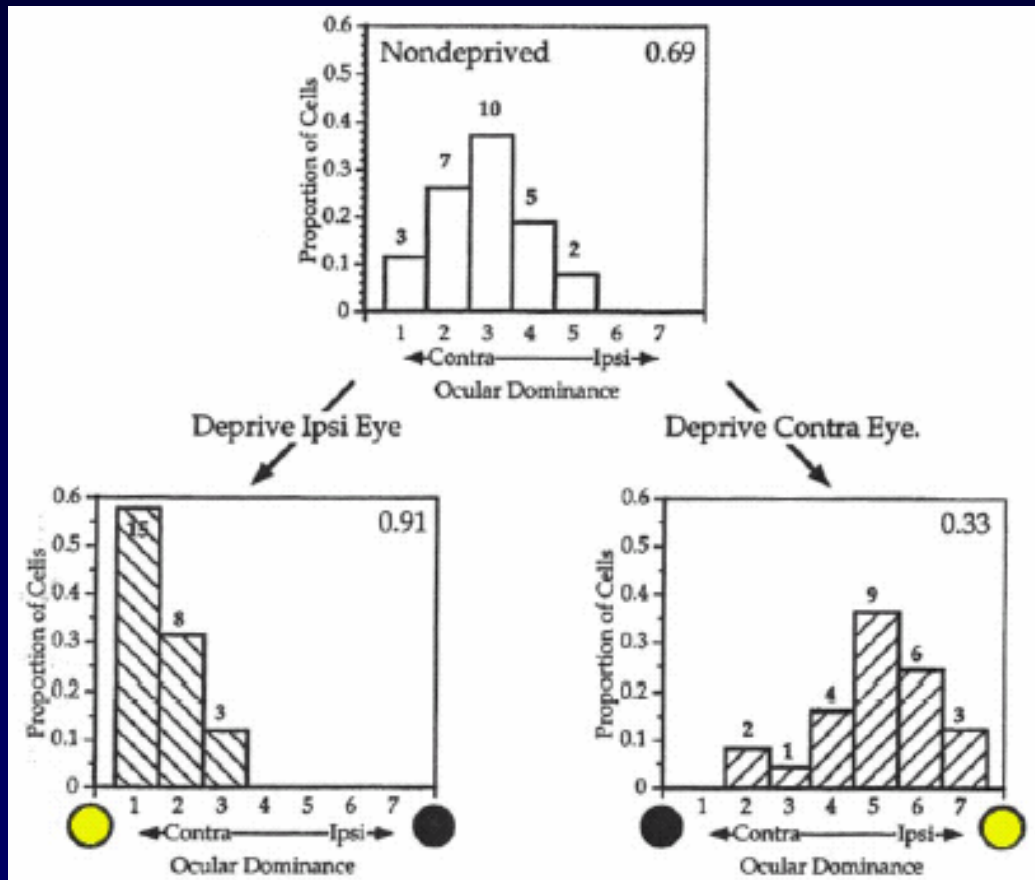 Nondeprived 0.69
Proportion of Cells
0.6
0.5
0.4
0.3
0.2
0.1
0
3
7
10
5
2
1 2 3 4 5 6 7
Contra Ipsi
Ocular Dominance
Deprive Ipsi Eye
Deprive Contra Eye.
0.91
Proportion of Cells
0.6
0.5
0.4
0.3
0.2
0.1
0
15
8
3
1 2 3 4 5 6 7
Contra Ipsi
Ocular Dominance
0.33
Proportion of Cells
0.6
0.5
0.4
0.3
0.2
0.1
0
2
1
4
9
6
3
1 2 3 4 5 6 7
Contra Ipsi
Ocular Dominance